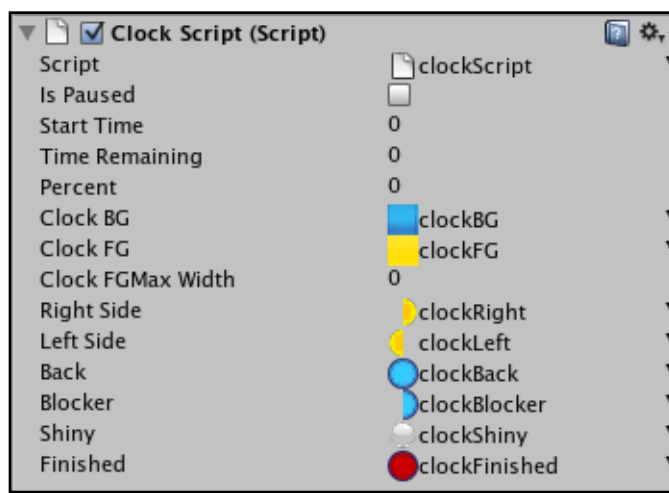 Clock Script (Script)
Script clockScript
Is Paused
Start Time 0
Time Remaining 0
Percent 0
Clock BG clockBG
Clock FG clockFG
Clock FGMax Width 0
Right Side clockRight
Left Side clockLeft
Back clockBack
Blocker clockBlocker
Shiny clockShiny
Finished clockFinished